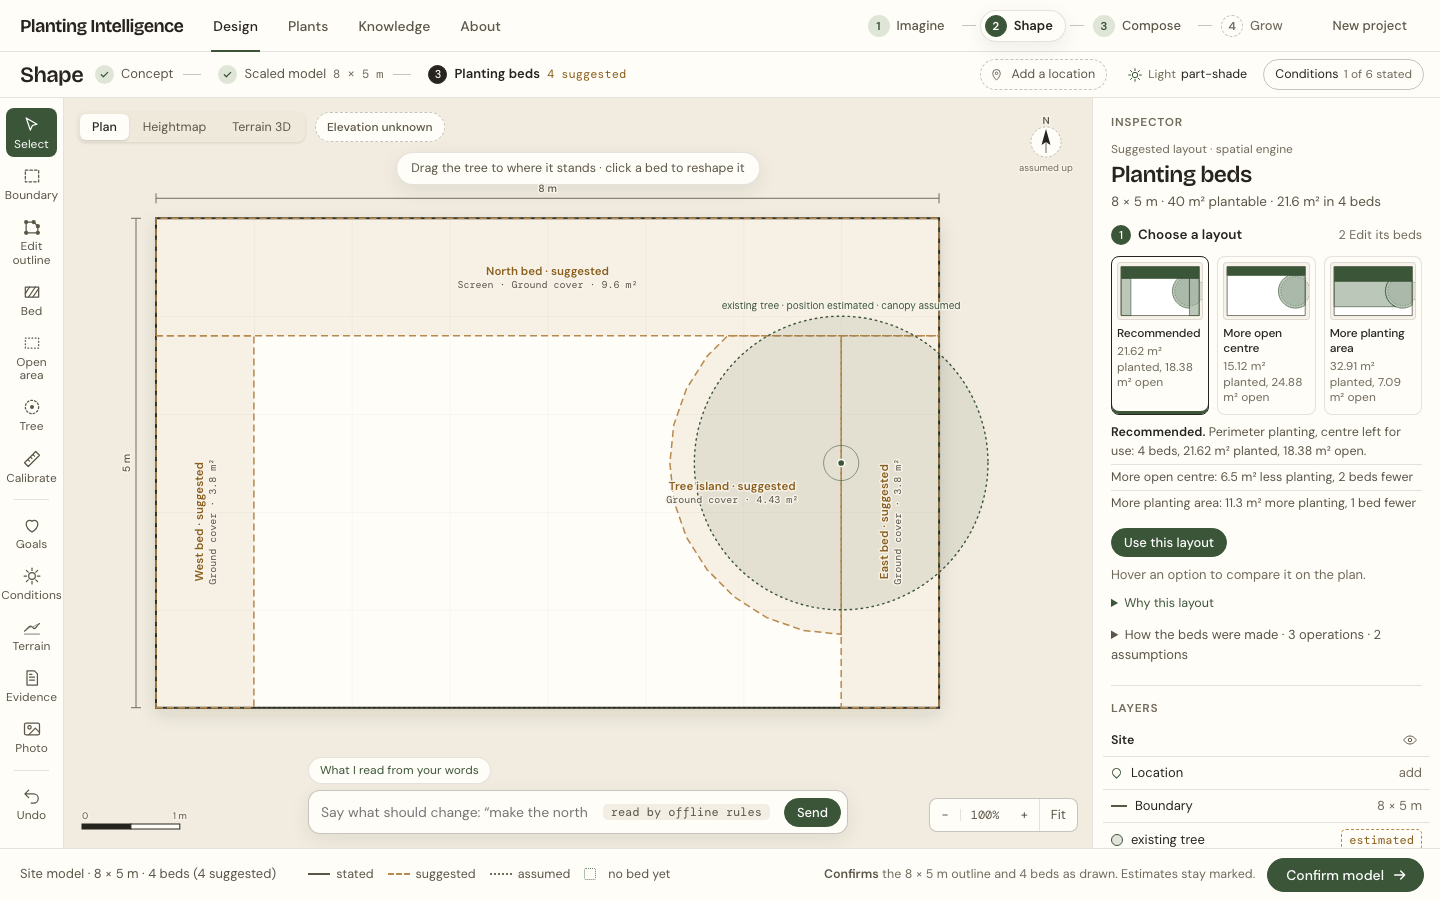 Planting Intelligence
Design
Plants
Knowledge
About
1 Imagine
2 Shape
3 Compose
4 Grow
New project
Shape
Concept
Scaled model 8 × 5 m
3 Planting beds 4 suggested
Add a location
Light part-shade
Conditions 1 of 6 stated
Select
Boundary
Edit
outline
Bed
Open
area
Tree
Calibrate
Goals
Conditions
Terrain
Evidence
Photo
Undo
Plan
Heightmap
Terrain 3D
Elevation unknown
Drag the tree to where it stands · click a bed to reshape it
N
assumed up
8 m
5 m
North bed · suggested
Screen · Ground cover · 9.6 m²
existing tree · position estimated · canopy assumed
West bed · suggested
Ground cover · 3.8 m²
Tree island · suggested
Ground cover · 4.43 m²
East bed · suggested
Ground cover · 3.8 m²
What I read from your words
Say what should change: “make the north
read by offline rules
Send
0 1 m
− 100% + Fit
INSPECTOR
Suggested layout · spatial engine
Planting beds
8 × 5 m · 40 m² plantable · 21.6 m² in 4 beds
1 Choose a layout
2 Edit its beds
Recommended
21.62 m²
planted, 18.38
m² open
More open
centre
15.12 m²
planted, 24.88
m² open
More planting
area
32.91 m²
planted, 7.09
m² open
Recommended. Perimeter planting, centre left for
use: 4 beds, 21.62 m² planted, 18.38 m² open.
More open centre: 6.5 m² less planting, 2 beds fewer
More planting area: 11.3 m² more planting, 1 bed fewer
Use this layout
Hover an option to compare it on the plan.
Why this layout
How the beds were made · 3 operations · 2
assumptions
LAYERS
Site
Location add
Boundary 8 × 5 m
existing tree estimated
Site model · 8 × 5 m · 4 beds (4 suggested)
stated
suggested
assumed
no bed yet
Confirms the 8 × 5 m outline and 4 beds as drawn. Estimates stay marked.
Confirm model →